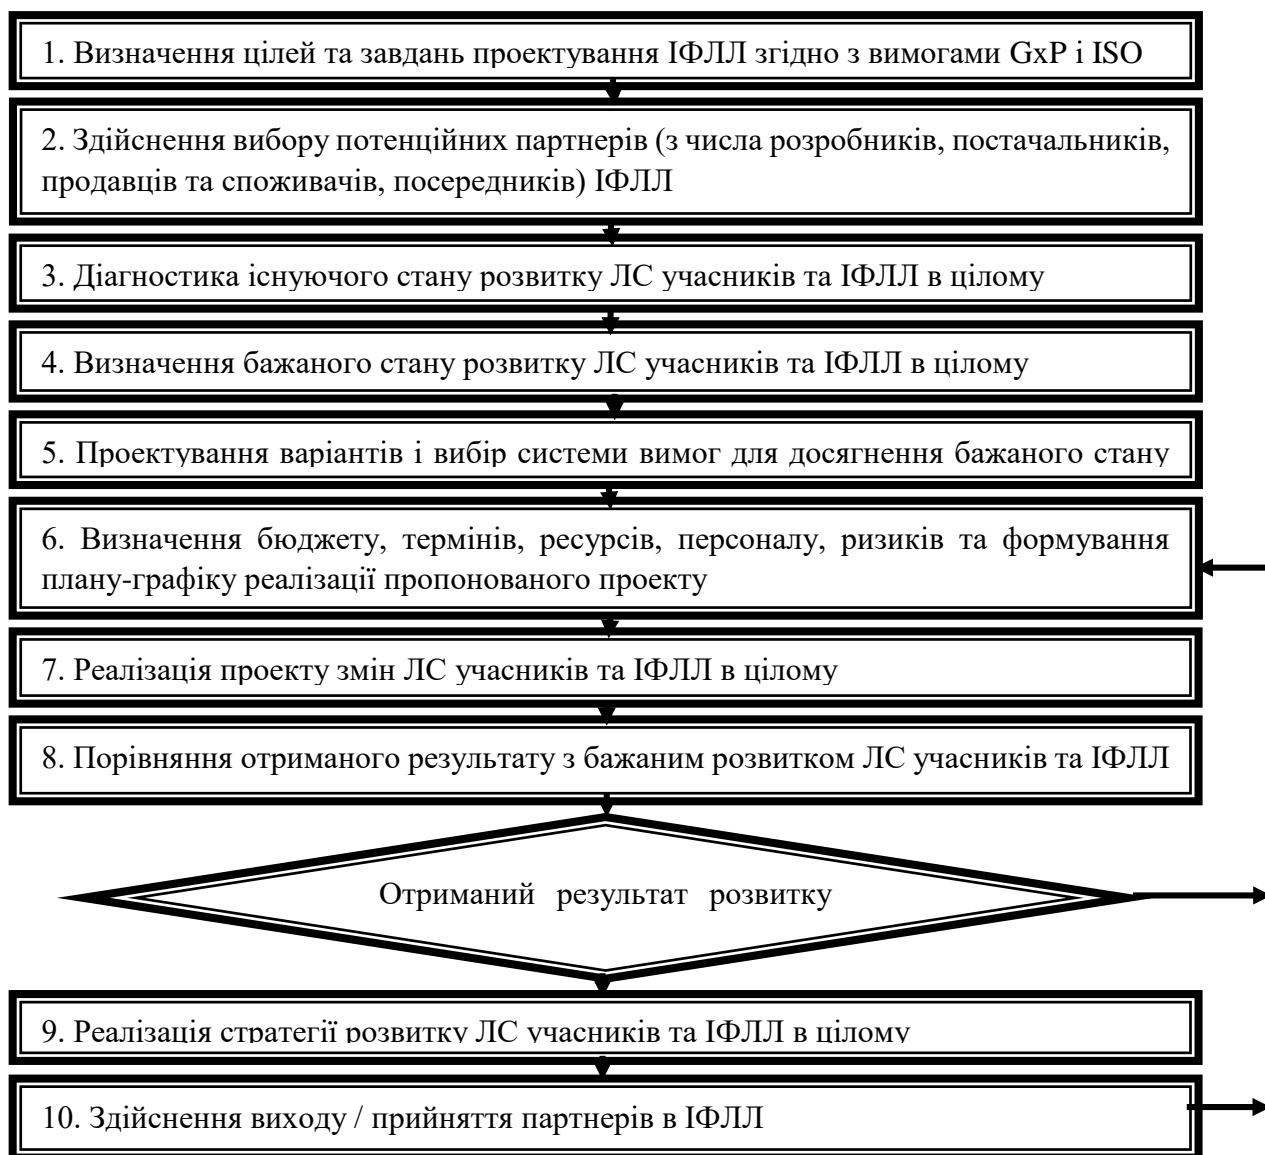 1. Визначення цілей та завдань проектування ІФЛЛ згідно з вимогами GxP і ISO
2. Здійснення вибору потенційних партнерів (з числа розробників, постачальників,
продавців та споживачів, посередників) ІФЛЛ
3. Діагностика існуючого стану розвитку ЛС учасників та ІФЛЛ в цілому
4. Визначення бажаного стану розвитку ЛС учасників та ІФЛЛ в цілому
5. Проектування варіантів і вибір системи вимог для досягнення бажаного стану
6. Визначення бюджету, термінів, ресурсів, персоналу, ризиків та формування
плану-графіку реалізації пропонованого проекту
7. Реалізація проекту змін ЛС учасників та ІФЛЛ в цілому
8. Порівняння отриманого результату з бажаним розвитком ЛС учасників та ІФЛЛ
Отриманий результат розвитку
9. Реалізація стратегії розвитку ЛС учасників та ІФЛЛ в цілому
10. Здійснення виходу / прийняття партнерів в ІФЛЛ